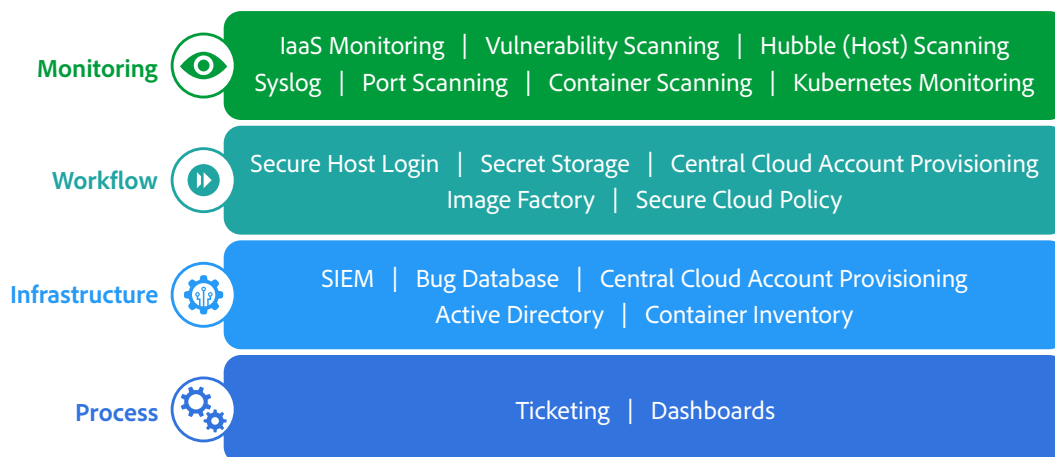 Monitoring
IaaS Monitoring | Vulnerability Scanning | Hubble (Host) Scanning
Syslog | Port Scanning | Container Scanning | Kubernetes Monitoring
Workflow
Secure Host Login | Secret Storage | Central Cloud Account Provisioning
Image Factory | Secure Cloud Policy
Infrastructure
SIEM | Bug Database | Central Cloud Account Provisioning
Active Directory | Container Inventory
Process
Ticketing | Dashboards